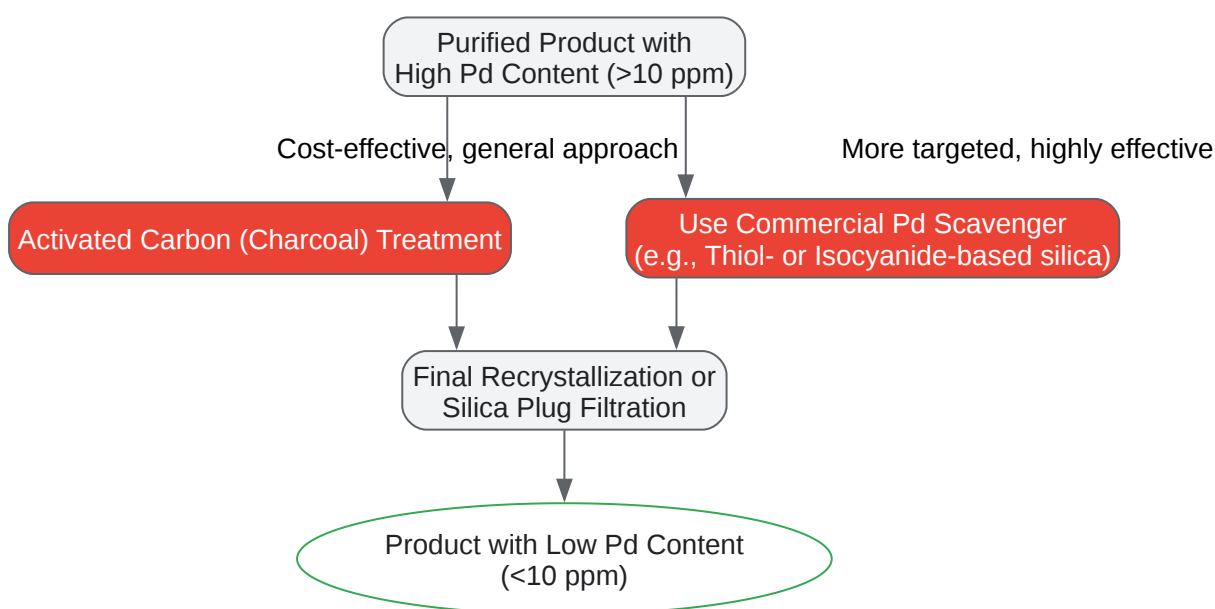 Purified Product with
High Pd Content (>10 ppm)
Cost-effective, general approach
More targeted, highly effective
Activated Carbon (Charcoal) Treatment
Use Commercial Pd Scavenger
(e.g., Thiol- or Isocyanide-based silica)
Final Recrystallization or
Silica Plug Filtration
Product with Low Pd Content
(<10 ppm)